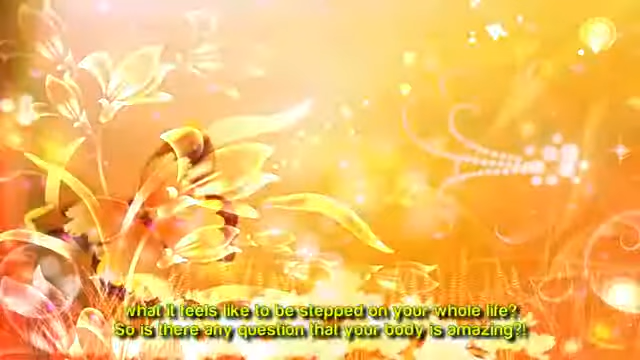 what it feels like to be stepped on your whole life?
So is there any question that your body is amazing?!